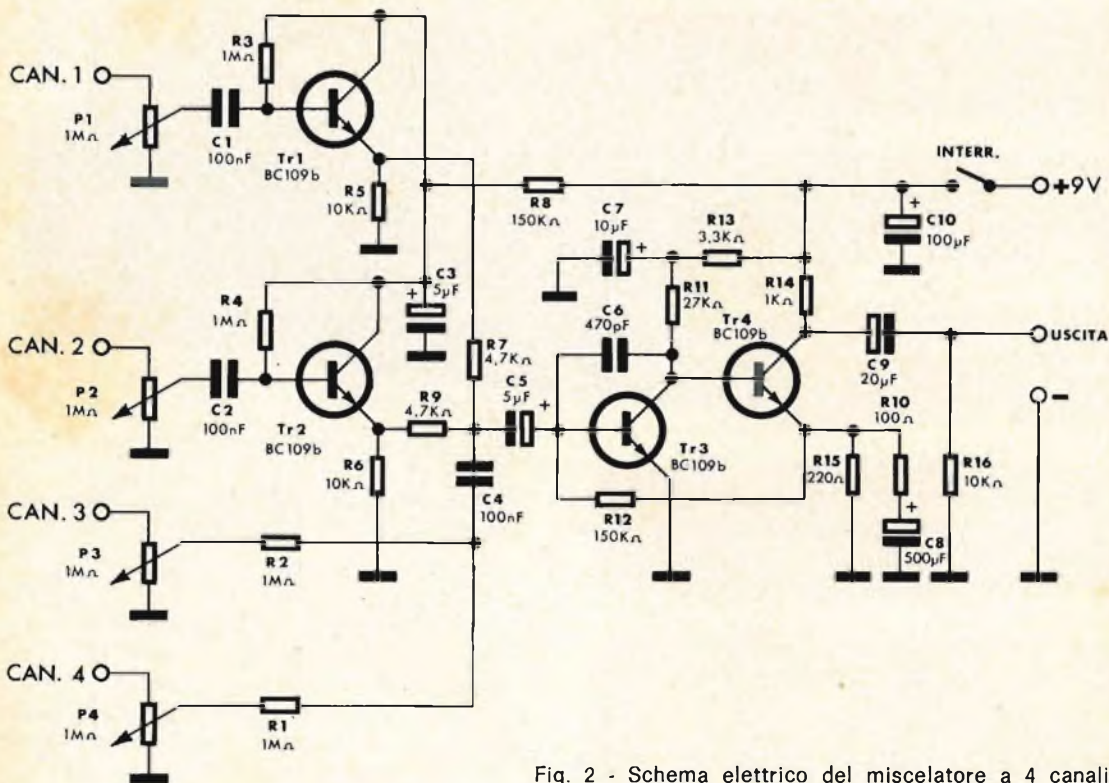 CAN. 1
P1
1MΩ
C1
100nF
R3
1MΩ
Tr1
BC109b
R5
10KΩ
CAN. 2
P2
1MΩ
C2
100nF
R4
1MΩ
Tr2
BC109b
R6
10KΩ
+
C3
5µF
R7
4,7KΩ
R9
4,7KΩ
C4
100nF
CAN. 3
P3
1MΩ
R2
1MΩ
CAN. 4
P4
1MΩ
R1
1MΩ
R8
150KΩ
INTERR.
+9V
+
C10
100µF
C7
10µF
+
R13
3,3KΩ
R11
27KΩ
R14
1KΩ
C6
470pF
C5
5µF
+
Tr3
BC109b
Tr4
BC109b
R12
150KΩ
C9
20µF
USCITA
−
R10
100Ω
R15
220Ω
+
C8
500µF
R16
10KΩ
Fig. 2 - Schema elettrico del miscelatore a 4 canali